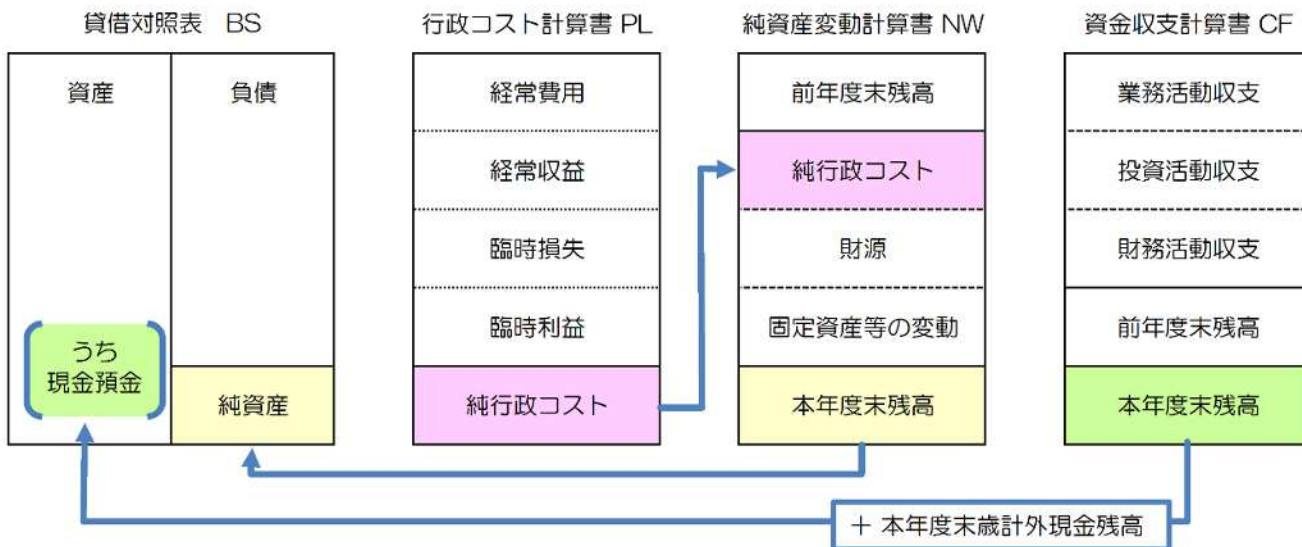 貸借対照表 BS
資産
負債
うち
現金預金
純資産
行政コスト計算書 PL
経常費用
経常収益
臨時損失
臨時利益
純行政コスト
純資産変動計算書 NW
前年度末残高
純行政コスト
財源
固定資産等の変動
本年度末残高
資金収支計算書 CF
業務活動収支
投資活動収支
財務活動収支
前年度末残高
本年度末残高
＋ 本年度末歳計外現金残高